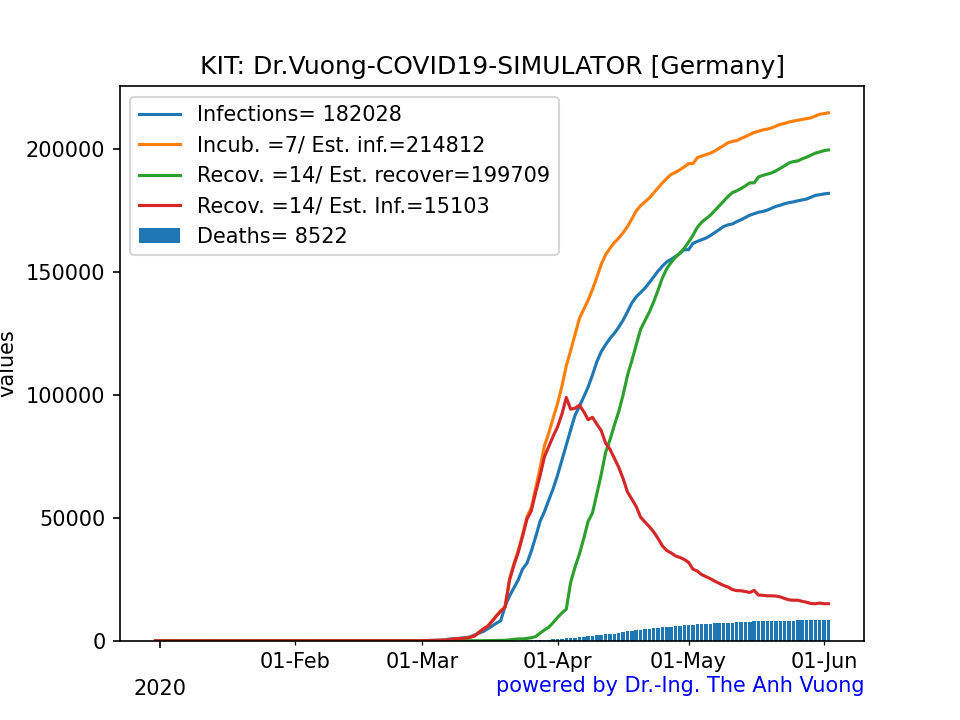 KIT: Dr.Vuong-COVID19-SIMULATOR [Germany]
Infections= 182028
Incub. =7/ Est. inf.=214812
Recov. =14/ Est. recover=199709
Recov. =14/ Est. Inf.=15103
Deaths= 8522
values
200000
150000
100000
50000
0
01-Feb
01-Mar
01-Apr
01-May
01-Jun
2020
powered by Dr.-Ing. The Anh Vuong